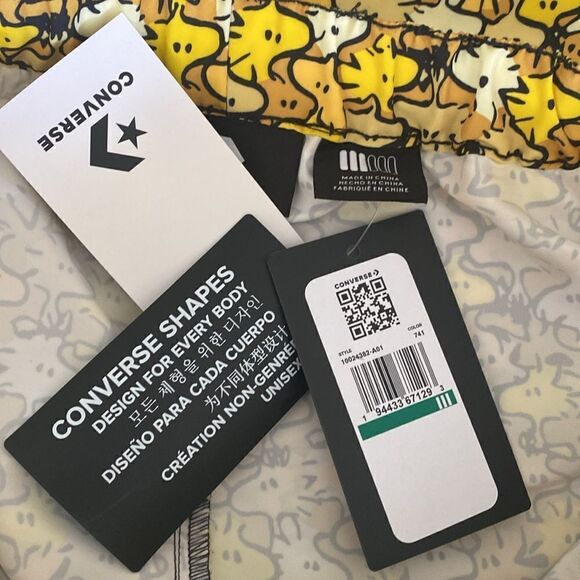 CONVERSE
MADE IN CHINA
HECHO EN CHINA
FABRIQUÉ EN CHINE
CONVERSE SHAPES
DESIGN FOR EVERY BODY
모든 체형을 위한 디자인
DISEÑO PARA CADA CUERPO
为不同体型设计
CRÉATION NON-GENRÉE
UNISEX
CONVERSE
STYLE
10024282-A01
COLOR
741
1 94433 67129 3
III